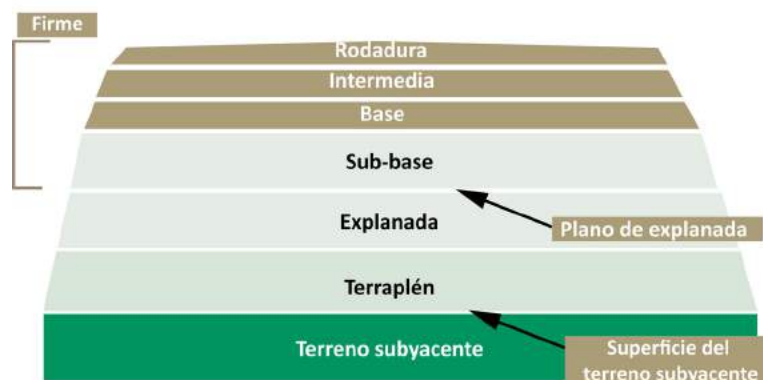 Firme
Rodadura
Intermedia
Base
Sub-base
Explanada
Plano de explanada
Terraplén
Terreno subyacente
Superficie del
terreno subyacente